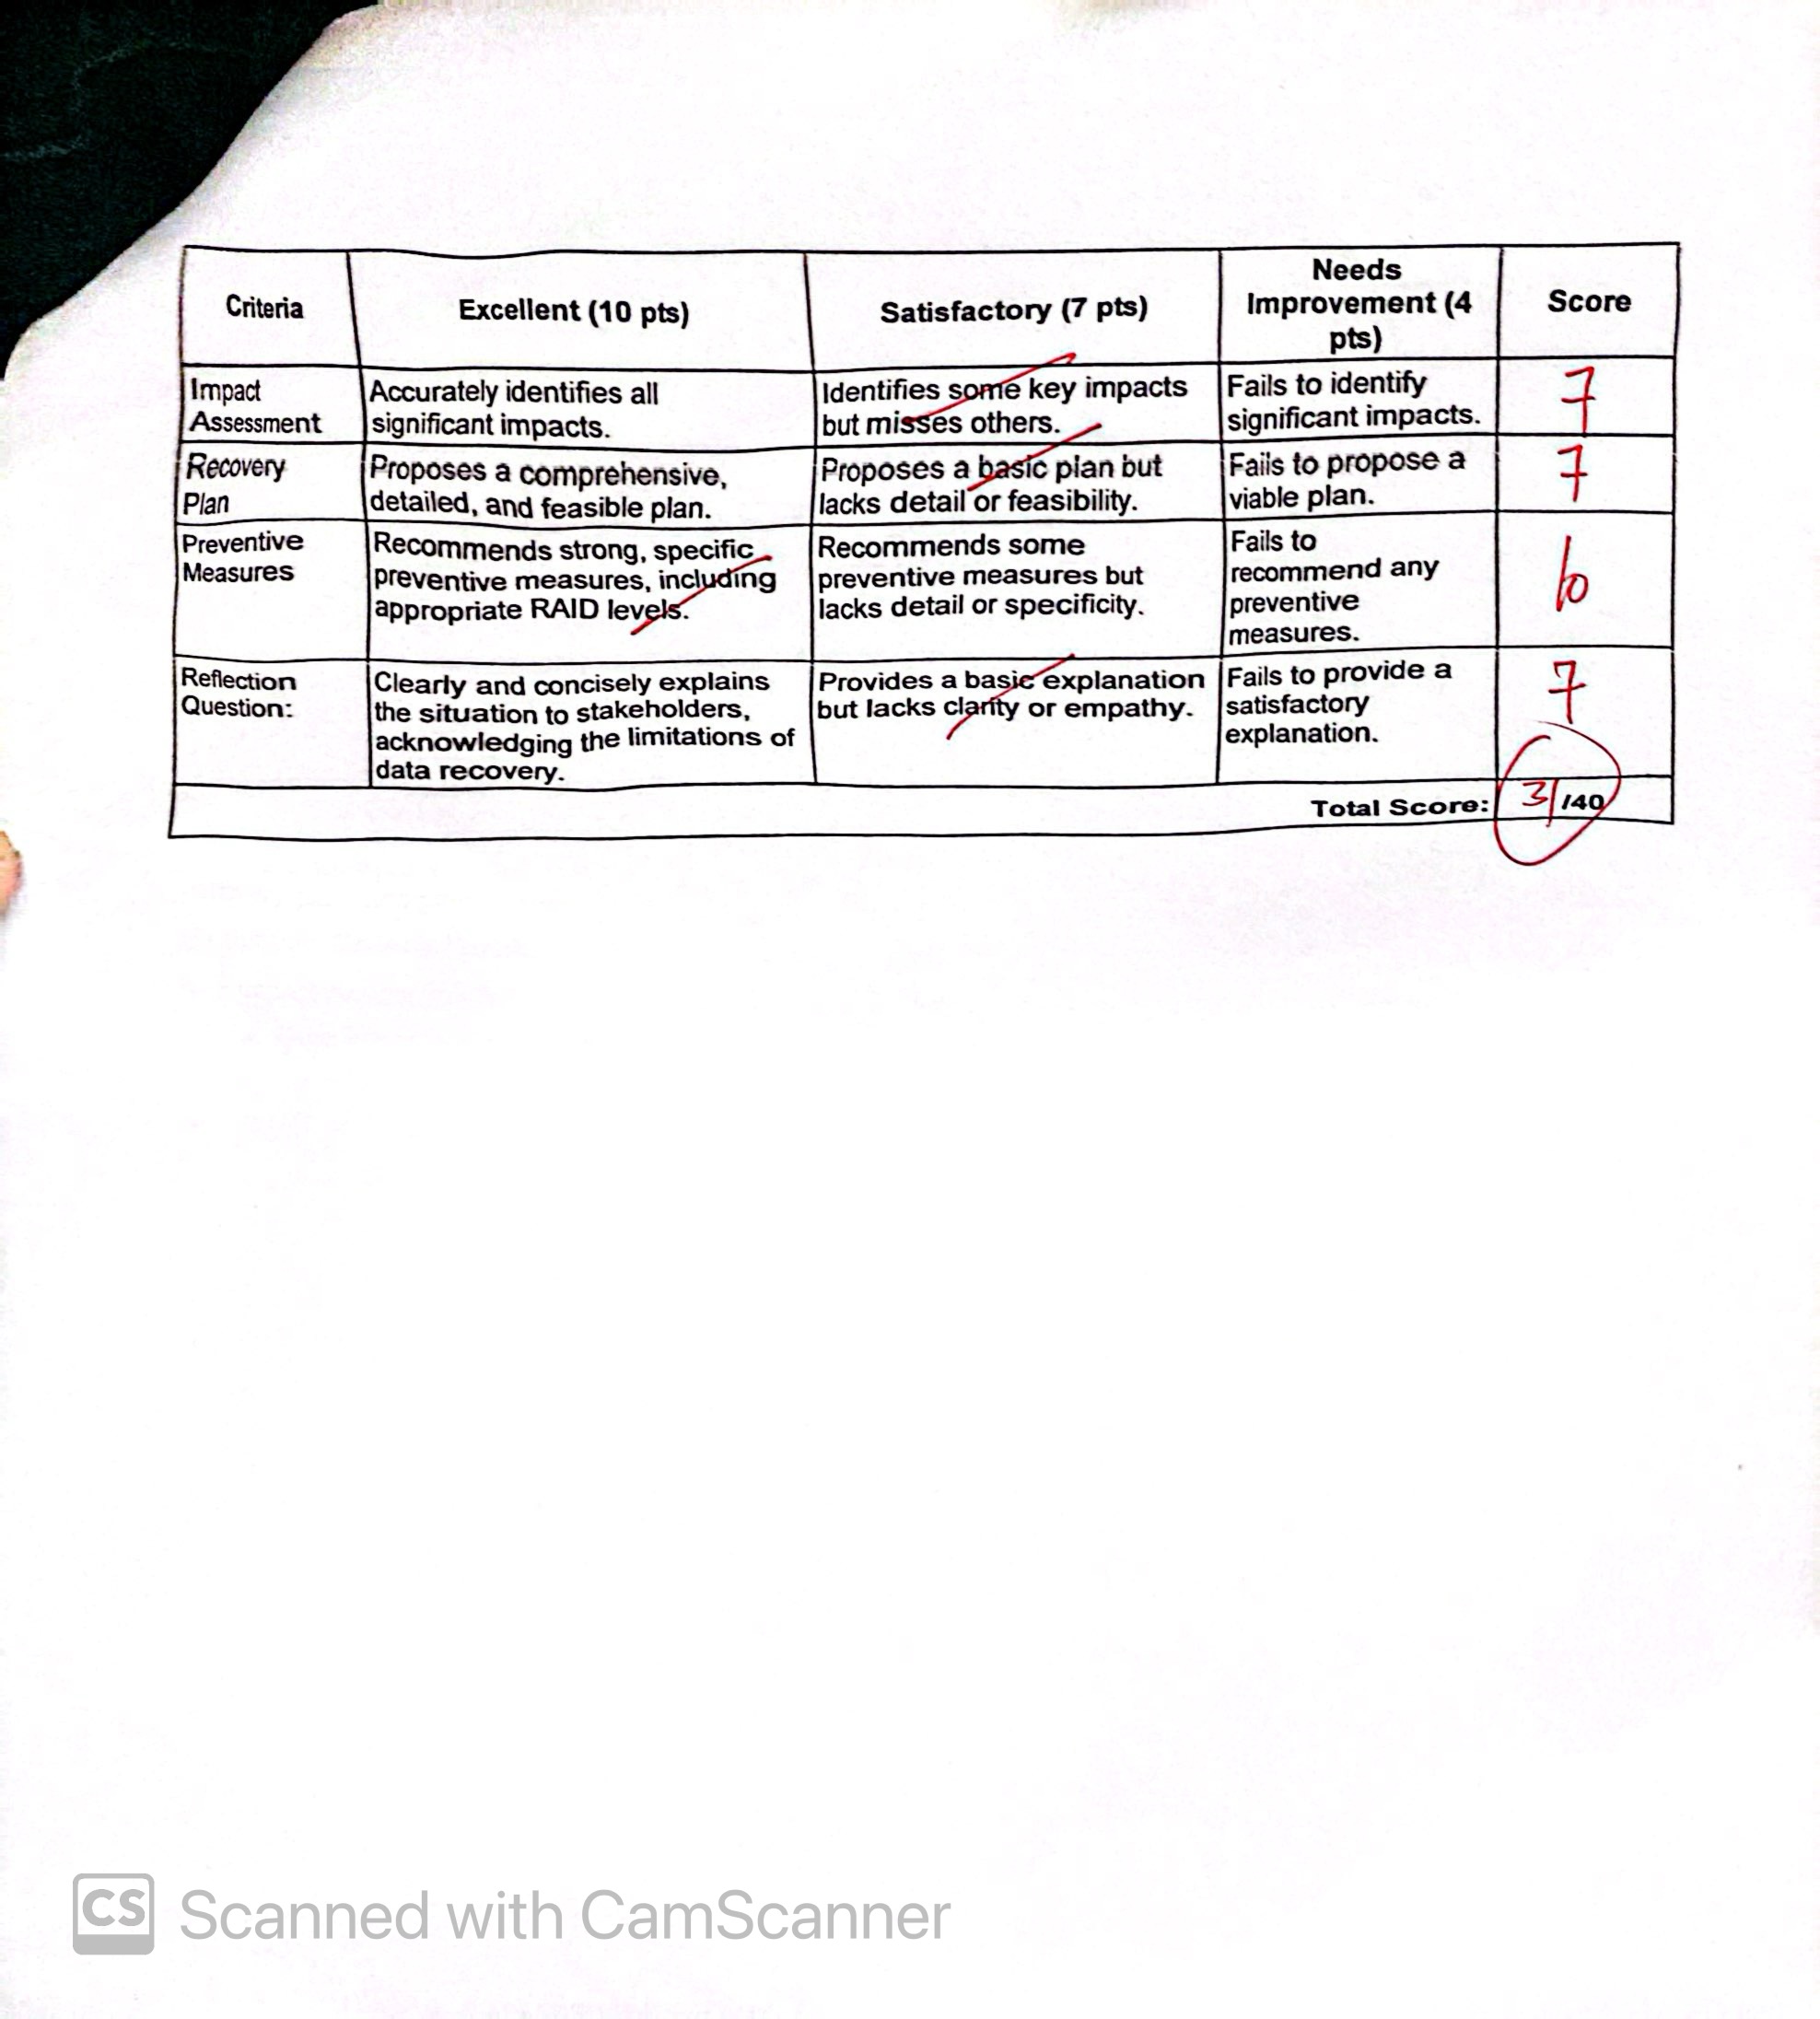 Criteria
Excellent (10 pts)
Satisfactory (7 pts)
Needs
Improvement (4
pts)
Score
Impact
Assessment
Accurately identifies all
significant impacts.
Identifies some key impacts
but misses others.
Fails to identify
significant impacts.
7
Recovery
Plan
Proposes a comprehensive,
detailed, and feasible plan.
Proposes a basic plan but
lacks detail or feasibility.
Fails to propose a
viable plan.
7
Preventive
Measures
Recommends strong, specific
preventive measures, including
appropriate RAID levels.
Recommends some
preventive measures but
lacks detail or specificity.
Fails to
recommend any
preventive
measures.
10
Reflection
Question:
Clearly and concisely explains
the situation to stakeholders,
acknowledging the limitations of
data recovery.
Provides a basic explanation
but lacks clarity or empathy.
Fails to provide a
satisfactory
explanation.
7
Total Score: 31/40
CS Scanned with CamScanner